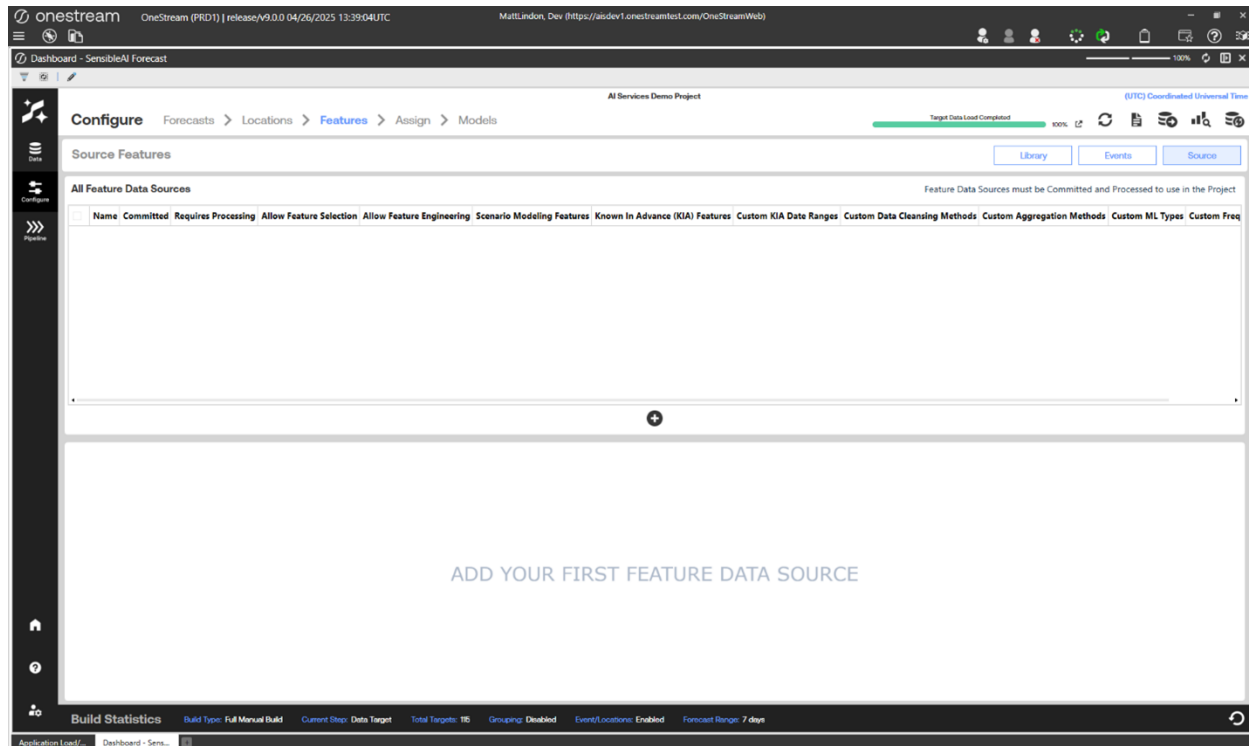 onestream OneStream (PRD1) | release/v9.0.0 04/26/2025 13:39:04UTC MattLindon, Dev (https://aisdev1.onestreamtest.com/OneStreamWeb)
Dashboard - SensibleAI Forecast 100%
AI Services Demo Project (UTC) Coordinated Universal Time
Configure Forecasts > Locations > Features > Assign > Models Target Data Load Completed 100%
Data
Source Features Library Events Source
Configure
All Feature Data Sources Feature Data Sources must be Committed and Processed to use in the Project
Name Committed Requires Processing Allow Feature Selection Allow Feature Engineering Scenario Modeling Features Known In Advance (KIA) Features Custom KIA Date Ranges Custom Data Cleansing Methods Custom Aggregation Methods Custom ML Types Custom Freq
Pipeline
ADD YOUR FIRST FEATURE DATA SOURCE
Build Statistics Build Type: Full Manual Build Current Step: Data Target Total Targets: 115 Grouping: Disabled Event/Locations: Enabled Forecast Range: 7 days
Application Load/... Dashboard - Sens...